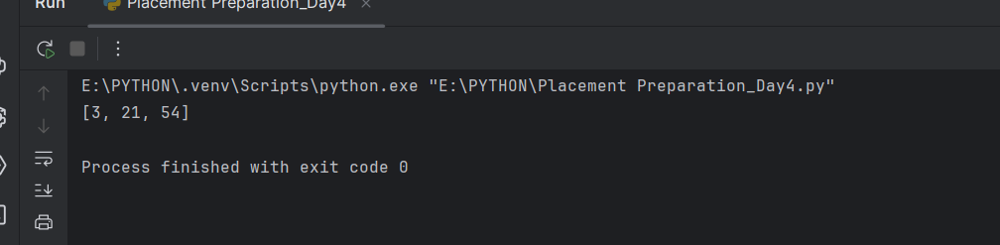 Run
Placement Preparation_Day4
E:\PYTHON\.venv\Scripts\python.exe "E:\PYTHON\Placement Preparation_Day4.py"
[3, 21, 54]
Process finished with exit code 0